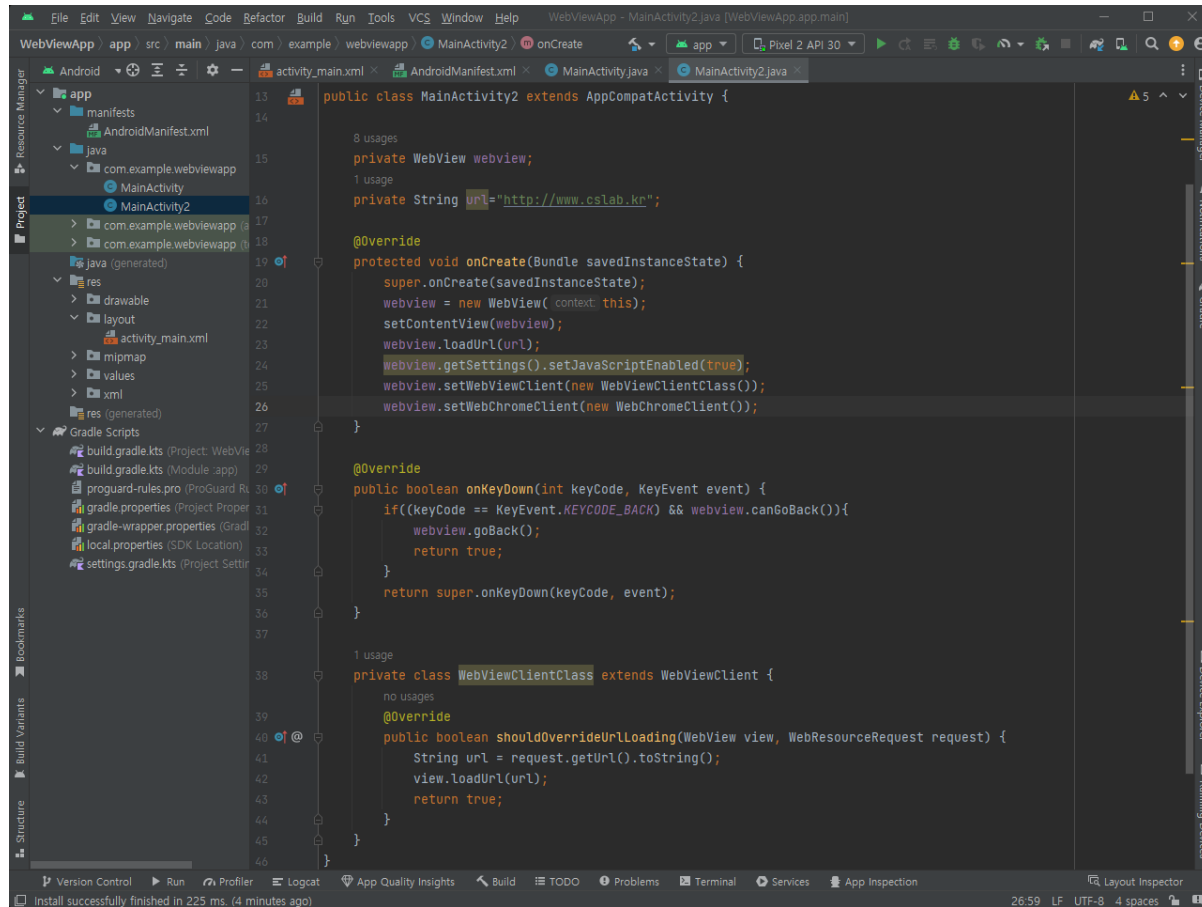 File Edit View Navigate Code Refactor Build Run Tools VCS Window Help WebViewApp - MainActivity2.java [WebViewApp.app.main]
WebViewApp app src main java com example webviewapp MainActivity2 onCreate app Pixel 2 API 30
Android activity_main.xml AndroidManifest.xml MainActivity.java MainActivity2.java
Resource Manager
Project
Bookmarks
Build Variants
Structure
app
manifests
AndroidManifest.xml
java
com.example.webviewapp
MainActivity
MainActivity2
com.example.webviewapp (a
com.example.webviewapp (t
java (generated)
res
drawable
layout
activity_main.xml
mipmap
values
xml
res (generated)
Gradle Scripts
build.gradle.kts (Project: WebVie
build.gradle.kts (Module :app)
proguard-rules.pro (ProGuard Ru
gradle.properties (Project Proper
gradle-wrapper.properties (Gradl
local.properties (SDK Location)
settings.gradle.kts (Project Settin
5
13 public class MainActivity2 extends AppCompatActivity {
14
8 usages
15 private WebView webview;
1 usage
16 private String url="http://www.cslab.kr";
17
18 @Override
19 protected void onCreate(Bundle savedInstanceState) {
20 super.onCreate(savedInstanceState);
21 webview = new WebView( context: this);
22 setContentView(webview);
23 webview.loadUrl(url);
24 webview.getSettings().setJavaScriptEnabled(true);
25 webview.setWebViewClient(new WebViewClientClass());
26 webview.setWebChromeClient(new WebChromeClient());
27 }
28
29 @Override
30 public boolean onKeyDown(int keyCode, KeyEvent event) {
31 if((keyCode == KeyEvent.KEYCODE_BACK) && webview.canGoBack()){
32 webview.goBack();
33 return true;
34 }
35 return super.onKeyDown(keyCode, event);
36 }
37
1 usage
38 private class WebViewClientClass extends WebViewClient {
no usages
39 @Override
40 @ public boolean shouldOverrideUrlLoading(WebView view, WebResourceRequest request) {
41 String url = request.getUrl().toString();
42 view.loadUrl(url);
43 return true;
44 }
45 }
46 }
Version Control Run Profiler Logcat App Quality Insights Build TODO Problems Terminal Services App Inspection Layout Inspector
Install successfully finished in 225 ms. (4 minutes ago) 26:59 LF UTF-8 4 spaces